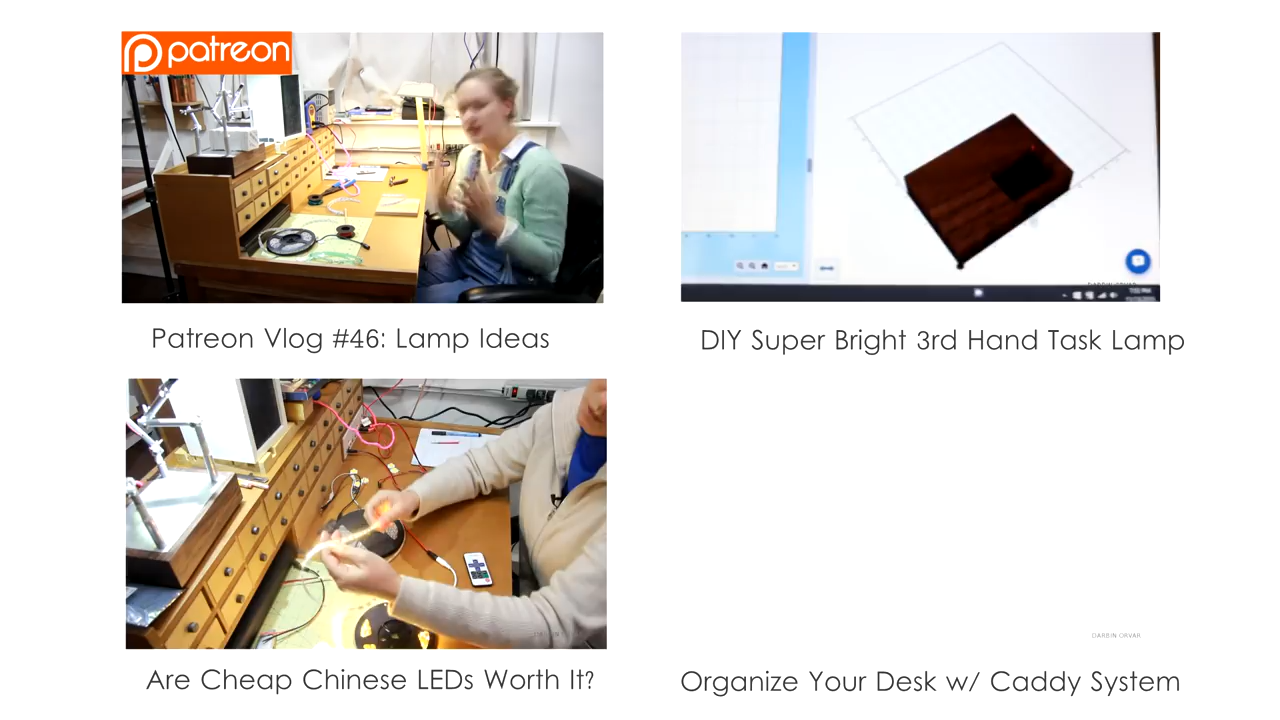 patreon
Patreon Vlog #46: Lamp Ideas
DIY Super Bright 3rd Hand Task Lamp
Are Cheap Chinese LEDs Worth It?
DARBIN ORVAR
Organize Your Desk w/ Caddy System